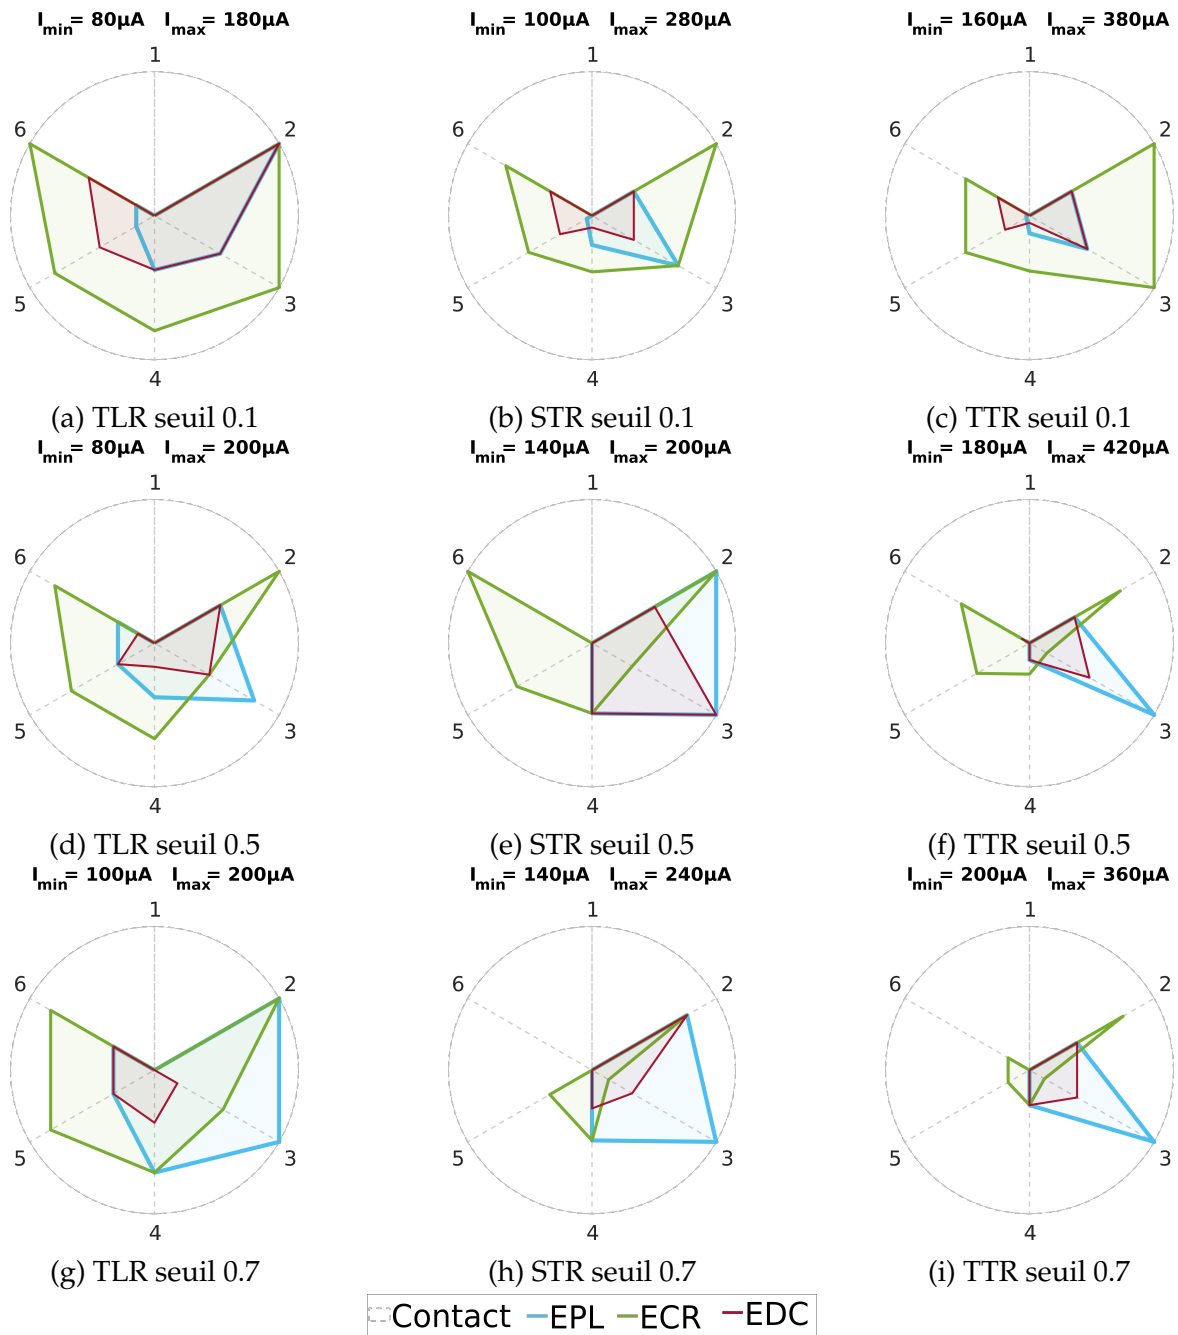 Imin= 80μA Imax= 180μA
Imin= 100μA Imax= 280μA
Imin= 160μA Imax= 380μA
1
2
3
4
5
6
1
2
3
4
5
6
1
2
3
4
5
6
(a) TLR seuil 0.1
(b) STR seuil 0.1
(c) TTR seuil 0.1
Imin= 80μA Imax= 200μA
Imin= 140μA Imax= 200μA
Imin= 180μA Imax= 420μA
1
2
3
4
5
6
1
2
3
4
5
6
1
2
3
4
5
6
(d) TLR seuil 0.5
(e) STR seuil 0.5
(f) TTR seuil 0.5
Imin= 100μA Imax= 200μA
Imin= 140μA Imax= 240μA
Imin= 200μA Imax= 360μA
1
2
3
4
5
6
1
2
3
4
5
6
1
2
3
4
5
6
(g) TLR seuil 0.7
(h) STR seuil 0.7
(i) TTR seuil 0.7
Contact EPL ECR EDC